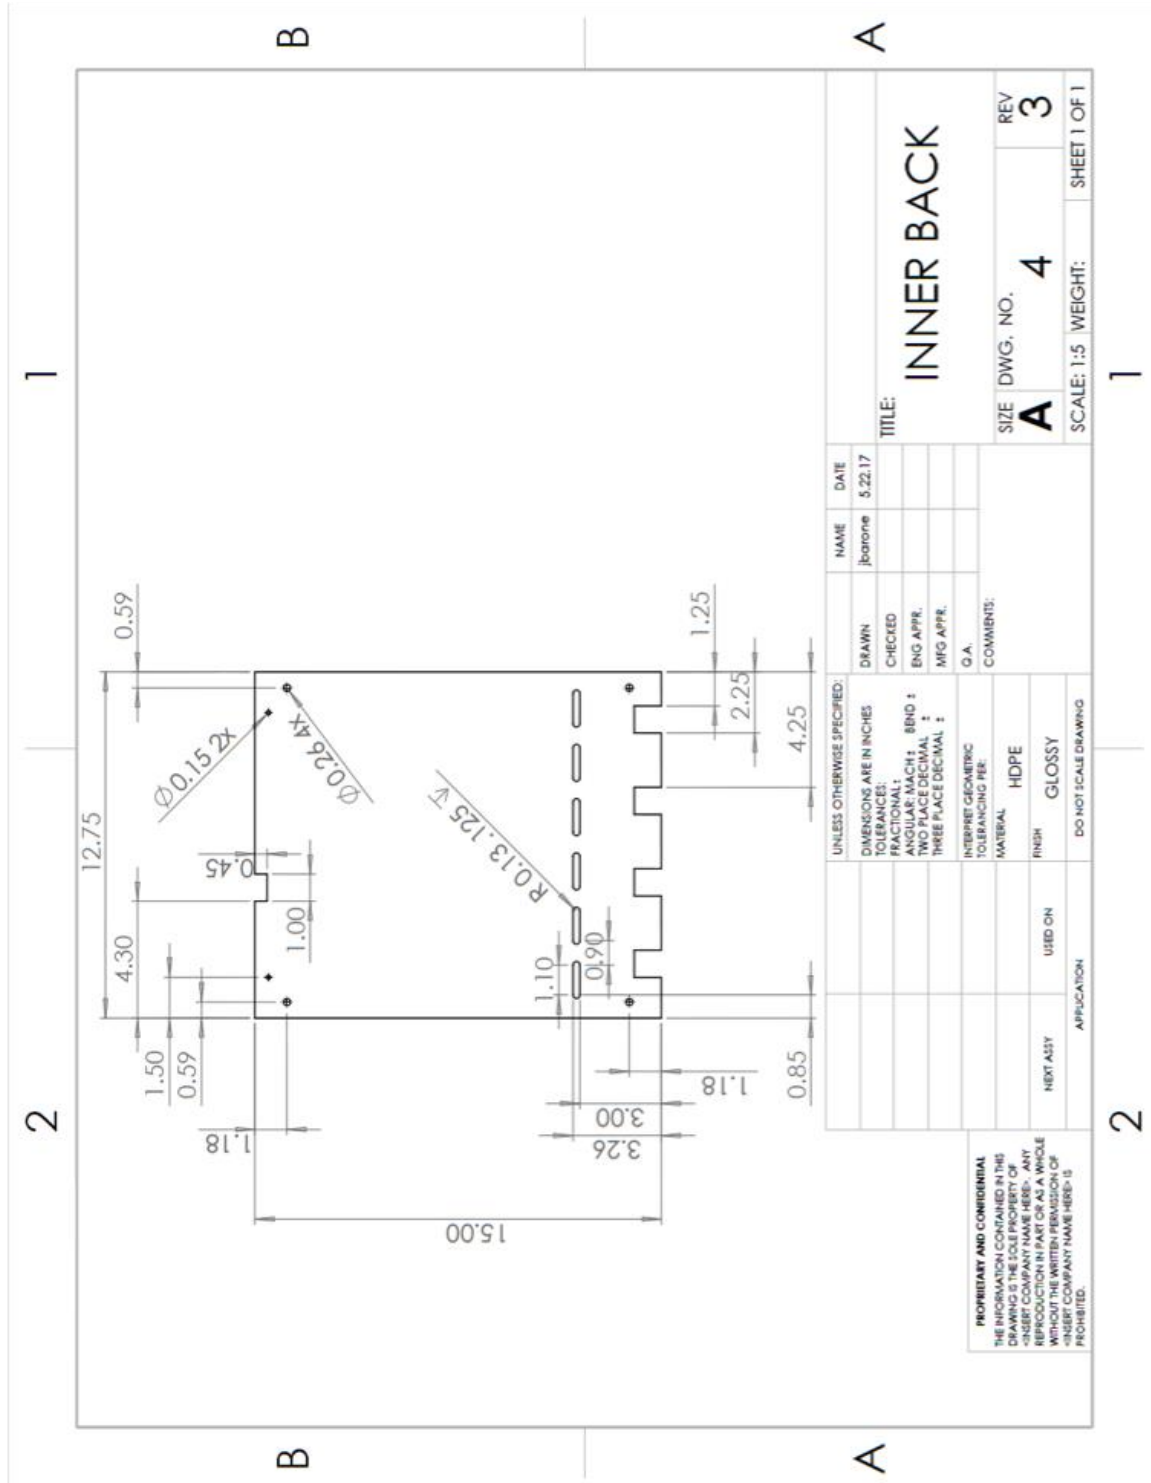 2
1
B
B
A
A
2
1
12.75
4.30
0.59
1.50
0.59
Ø0.15 2X
Ø0.26 4X
0.45
1.00
R0.13 .125
1.10
0.90
1.18
15.00
3.26
3.00
1.18
0.85
1.25
2.25
4.25
PROPRIETARY AND CONFIDENTIAL
THE INFORMATION CONTAINED IN THIS
DRAWING IS THE SOLE PROPERTY OF
<INSERT COMPANY NAME HERE>. ANY
REPRODUCTION IN PART OR AS A WHOLE
WITHOUT THE WRITTEN PERMISSION OF
<INSERT COMPANY NAME HERE> IS
PROHIBITED.
NEXT ASSY
USED ON
APPLICATION
UNLESS OTHERWISE SPECIFIED:
DIMENSIONS ARE IN INCHES
TOLERANCES:
FRACTIONAL±
ANGULAR: MACH± BEND ±
TWO PLACE DECIMAL ±
THREE PLACE DECIMAL ±
INTERPRET GEOMETRIC
TOLERANCING PER:
MATERIAL
HDPE
FINISH
GLOSSY
DO NOT SCALE DRAWING
NAME
DATE
DRAWN
jbarone
5.22.17
CHECKED
ENG APPR.
MFG APPR.
Q.A.
COMMENTS:
TITLE:
INNER BACK
SIZE
A
DWG. NO.
4
REV
3
SCALE: 1:5
WEIGHT:
SHEET 1 OF 1